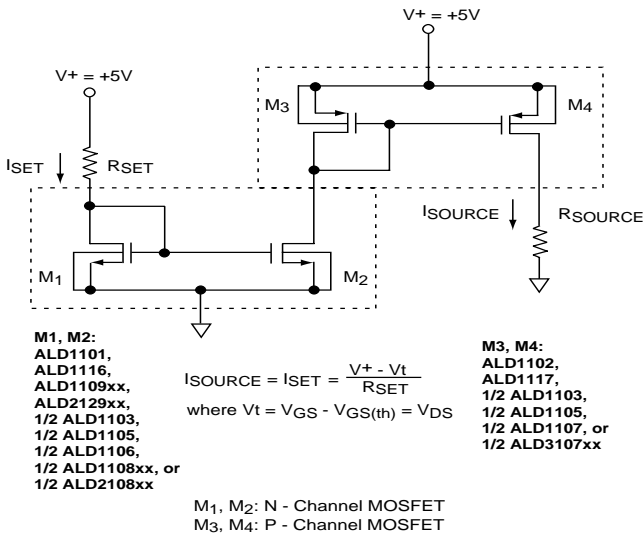 V+ = +5V
V+ = +5V
M3
M4
ISET
RSET
ISOURCE
RSOURCE
M1
M2
M1, M2:
ALD1101,
ALD1116,
ALD1109xx,
ALD2129xx,
1/2 ALD1103,
1/2 ALD1105,
1/2 ALD1106,
1/2 ALD1108xx, or
1/2 ALD2108xx
ISOURCE = ISET = V+ - Vt
RSET
where Vt = VGS - VGS(th) = VDS
M3, M4:
ALD1102,
ALD1117,
1/2 ALD1103,
1/2 ALD1105,
1/2 ALD1107, or
1/2 ALD3107xx
M1, M2: N - Channel MOSFET
M3, M4: P - Channel MOSFET